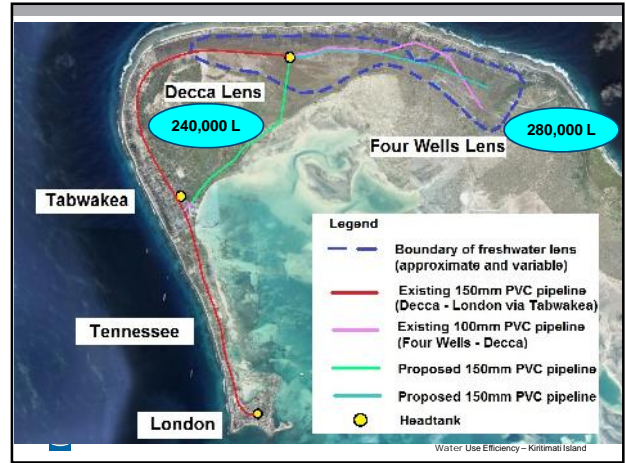 Decca Lens
240,000 L
280,000 L
Four Wells Lens
Tabwakea
Legend
Boundary of freshwater lens
(approximate and variable)
Existing 150mm PVC pipeline
(Decca - London via Tabwakea)
Existing 100mm PVC pipeline
(Four Wells - Decca)
Proposed 150mm PVC pipeline
Proposed 150mm PVC pipeline
Headtank
Tennessee
London
Water Use Efficiency – Kiritimati Island